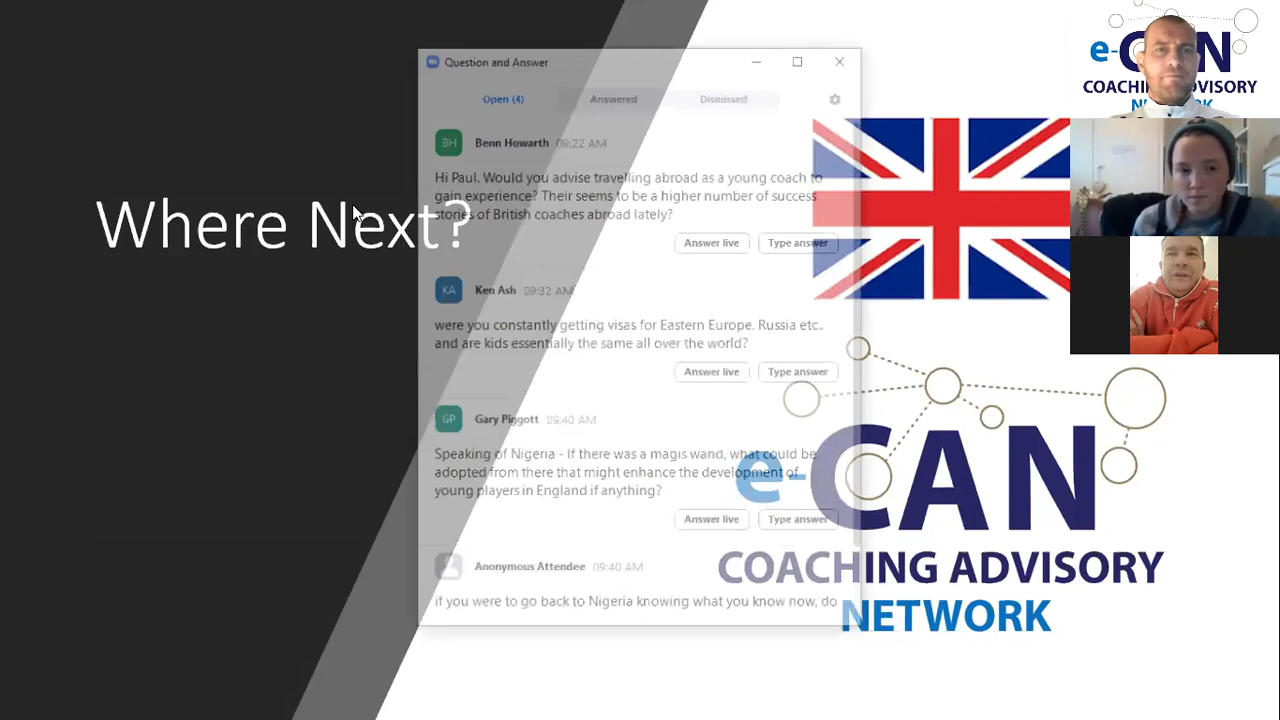 Where Next?
Question and Answer
Open (4)
Answered
Dismissed
BH
Benn Howarth 09:22 AM
Hi Paul. Would you advise travelling abroad as a young coach to
gain experience? Their seems to be a higher number of success
stories of British coaches abroad lately?
Answer live
Type answer
KA
Ken Ash 09:32 AM
were you constantly getting visas for Eastern Europe. Russia etc..
and are kids essentially the same all over the world?
Answer live
Type answer
GP
Gary Piggott 09:40 AM
Speaking of Nigeria - If there was a magis wand, what could be
adopted from there that might enhance the development of
young players in England if anything?
Answer live
Type answer
Anonymous Attendee 09:40 AM
if you were to go back to Nigeria knowing what you know now, do
e-CAN
COACHING ADVISORY
NETWORK
e-CAN
COACHING ADVISORY
NETWORK